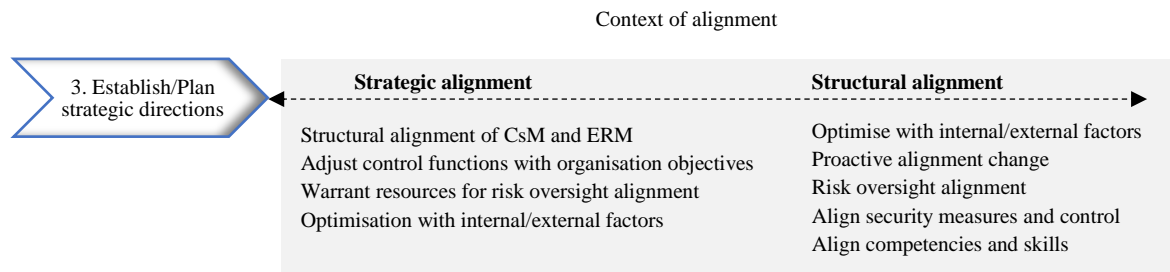 Context of alignment
3. Establish/Plan
strategic directions
Strategic alignment
Structural alignment of CsM and ERM
Adjust control functions with organisation objectives
Warrant resources for risk oversight alignment
Optimisation with internal/external factors
Structural alignment
Optimise with internal/external factors
Proactive alignment change
Risk oversight alignment
Align security measures and control
Align competencies and skills